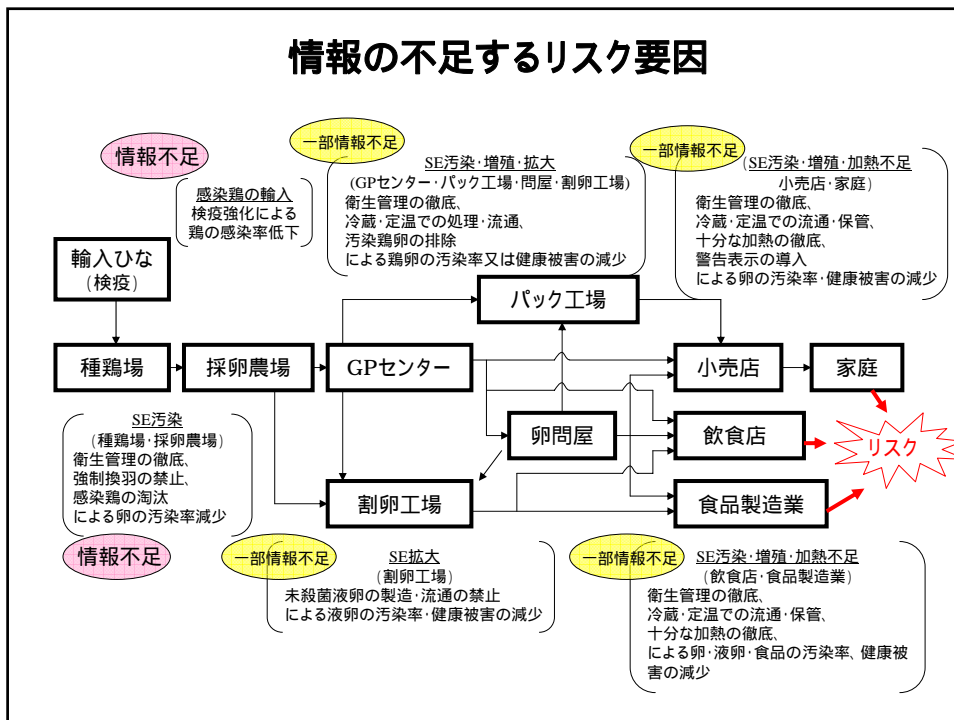 情報の不足するリスク要因
情報不足
感染鶏の輸入
検疫強化による
鶏の感染率低下
一部情報不足
SE汚染・増殖・拡大
(GPセンター・パック工場・問屋・割卵工場)
衛生管理の徹底、
冷蔵・定温での処理・流通、
汚染鶏卵の排除
による鶏卵の汚染率又は健康被害の減少
一部情報不足
(SE汚染・増殖・加熱不足
小売店・家庭)
衛生管理の徹底、
冷蔵・定温での流通・保管、
十分な加熱の徹底、
警告表示の導入
による卵の汚染率・健康被害の減少
輸入ひな
(検疫)
パック工場
種鶏場
採卵農場
GPセンター
小売店
家庭
卵問屋
飲食店
リスク
割卵工場
食品製造業
SE汚染
(種鶏場・採卵農場)
衛生管理の徹底、
強制換羽の禁止、
感染鶏の淘汰
による卵の汚染率減少
情報不足
一部情報不足
SE拡大
(割卵工場)
未殺菌液卵の製造・流通の禁止
による液卵の汚染率・健康被害の減少
一部情報不足
SE汚染・増殖・加熱不足
(飲食店・食品製造業)
衛生管理の徹底、
冷蔵・定温での流通・保管、
十分な加熱の徹底、
による卵・液卵・食品の汚染率、健康被
害の減少